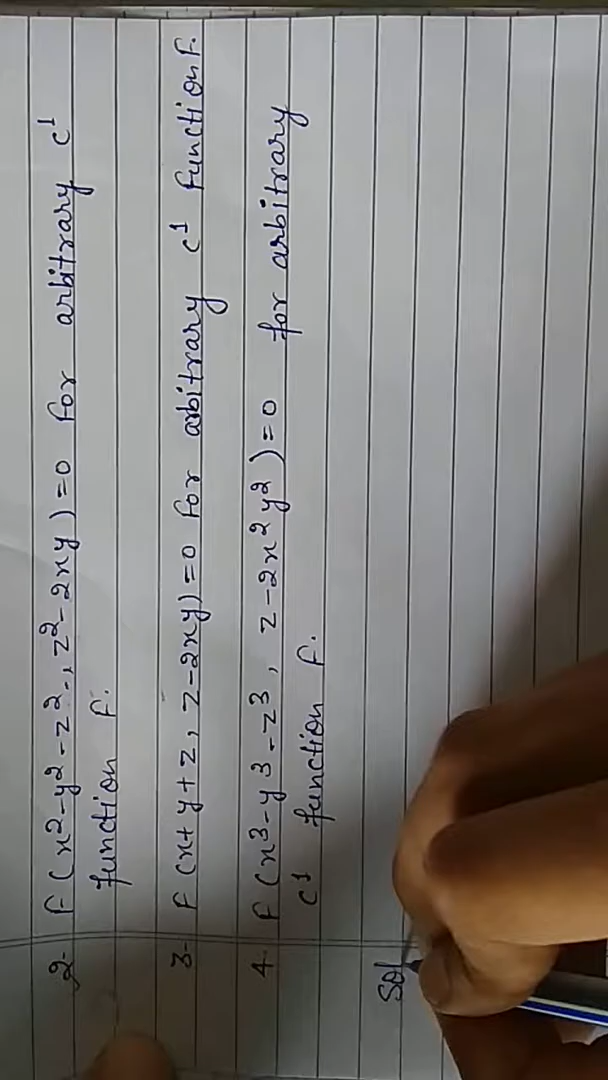 2- F(x²-y²-z², z²-2xy)=0 for arbitrary c¹
function F.
3- F(x+y+z, z-2xy)=0 for arbitrary c¹ function F.
4- F(x³-y³-z³, z-2x²y²)=0 for arbitrary
c¹ function F.
Sol